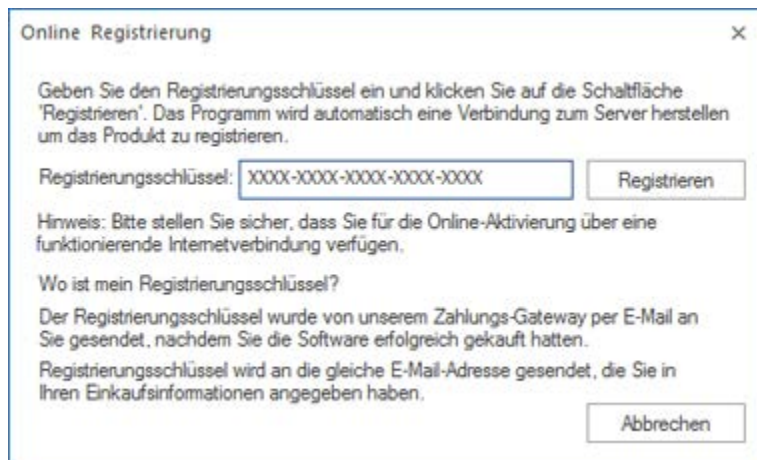 Online Registrierung
Geben Sie den Registrierungsschlüssel ein und klicken Sie auf die Schaltfläche
'Registrieren'. Das Programm wird automatisch eine Verbindung zum Server herstellen
um das Produkt zu registrieren.
Registrierungsschlüssel: XXXX-XXXX-XXXX-XXXX-XXXX Registrieren
Hinweis: Bitte stellen Sie sicher, dass Sie für die Online-Aktivierung über eine
funktionierende Internetverbindung verfügen.
Wo ist mein Registrierungsschlüssel?
Der Registrierungsschlüssel wurde von unserem Zahlungs-Gateway per E-Mail an
Sie gesendet, nachdem Sie die Software erfolgreich gekauft hatten.
Registrierungsschlüssel wird an die gleiche E-Mail-Adresse gesendet, die Sie in
Ihren Einkaufsinformationen angegeben haben.
Abbrechen